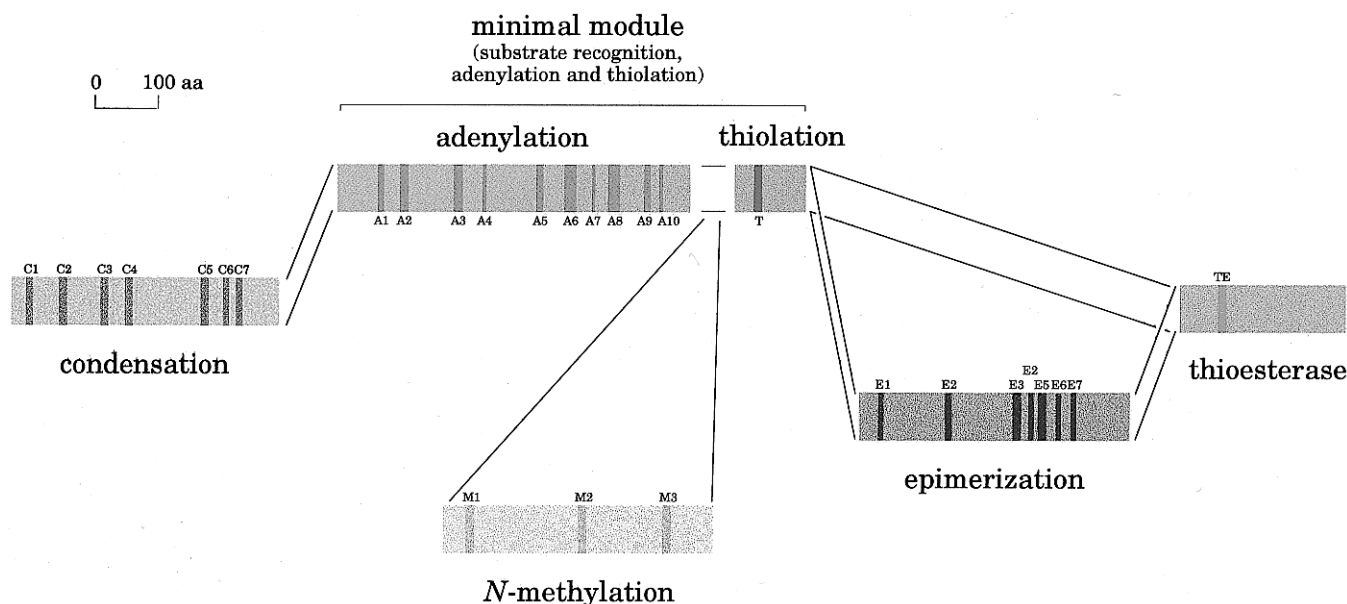 minimal module
(substrate recognition,
adenylation and thiolation)
0 100 aa
adenylation
thiolation
A1 A2 A3 A4 A5 A6 A7 A8 A9 A10
T
C1 C2 C3 C4 C5 C6 C7
condensation
TE
thioesterase
E2
E1 E2 E3 E5 E6 E7
epimerization
M1 M2 M3
N-methylation